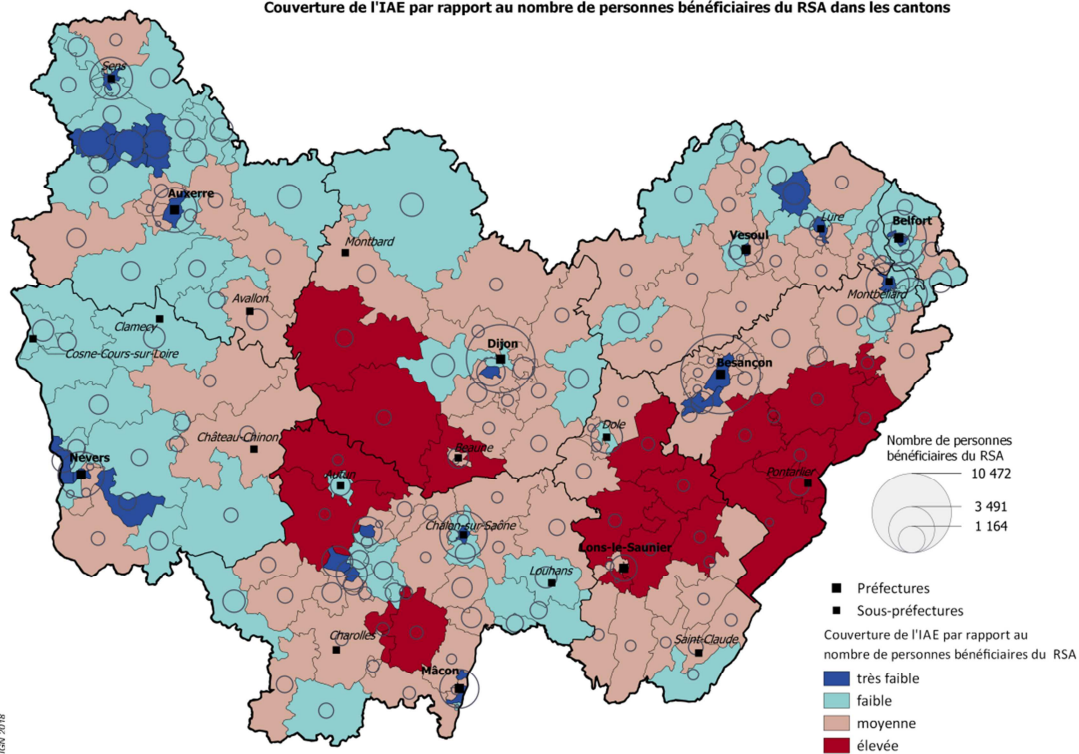 Couverture de l'IAE par rapport au nombre de personnes bénéficiaires du RSA dans les cantons
Sens
Auxerre
Montbard
Avallon
Clamecy
Cosne-Cours-sur-Loire
Château-Chinon
Nevers
Dijon
Beaune
Autun
Chalon-sur-Saône
Louhans
Charolles
Mâcon
Vesoul
Lure
Belfort
Montbéliard
Besançon
Dole
Pontarlier
Lons-le-Saunier
Saint-Claude
Nombre de personnes
bénéficiaires du RSA
10 472
3 491
1 164
Préfectures
Sous-préfectures
Couverture de l'IAE par rapport au
nombre de personnes bénéficiaires du RSA
très faible
faible
moyenne
élevée
IGN 2018